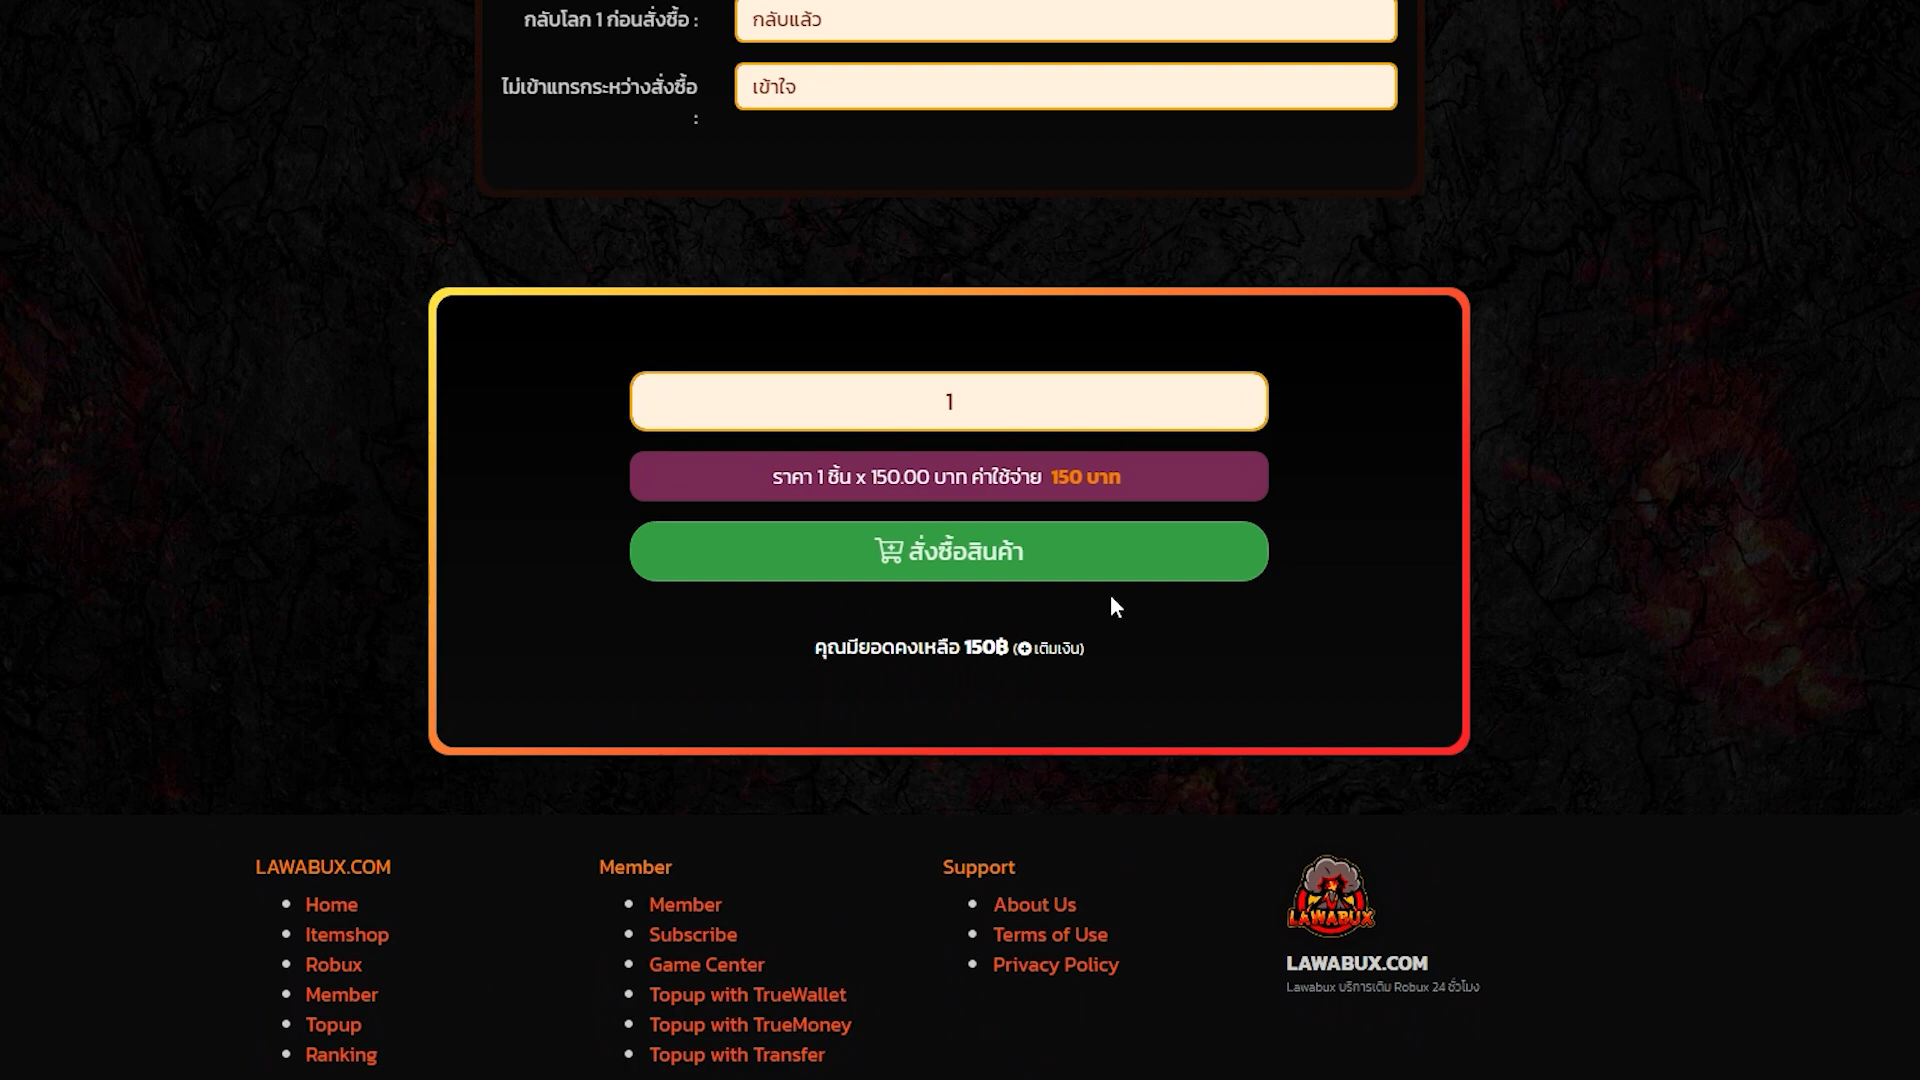 กลับโลก 1 ก่อนสั่งซื้อ :
กลับแล้ว
ไม่เข้าแทรกระหว่างสั่งซื้อ
:
เข้าใจ
1
ราคา 1 ชิ้น x 150.00 บาท ค่าใช้จ่าย 150 บาท
สั่งซื้อสินค้า
คุณมียอดคงเหลือ 150฿ (เติมเงิน)
LAWABUX.COM
Home
Itemshop
Robux
Member
Topup
Ranking
Member
Member
Subscribe
Game Center
Topup with TrueWallet
Topup with TrueMoney
Topup with Transfer
Support
About Us
Terms of Use
Privacy Policy
LAWABUX
LAWABUX.COM
Lawabux บริการเติม Robux 24 ชั่วโมง